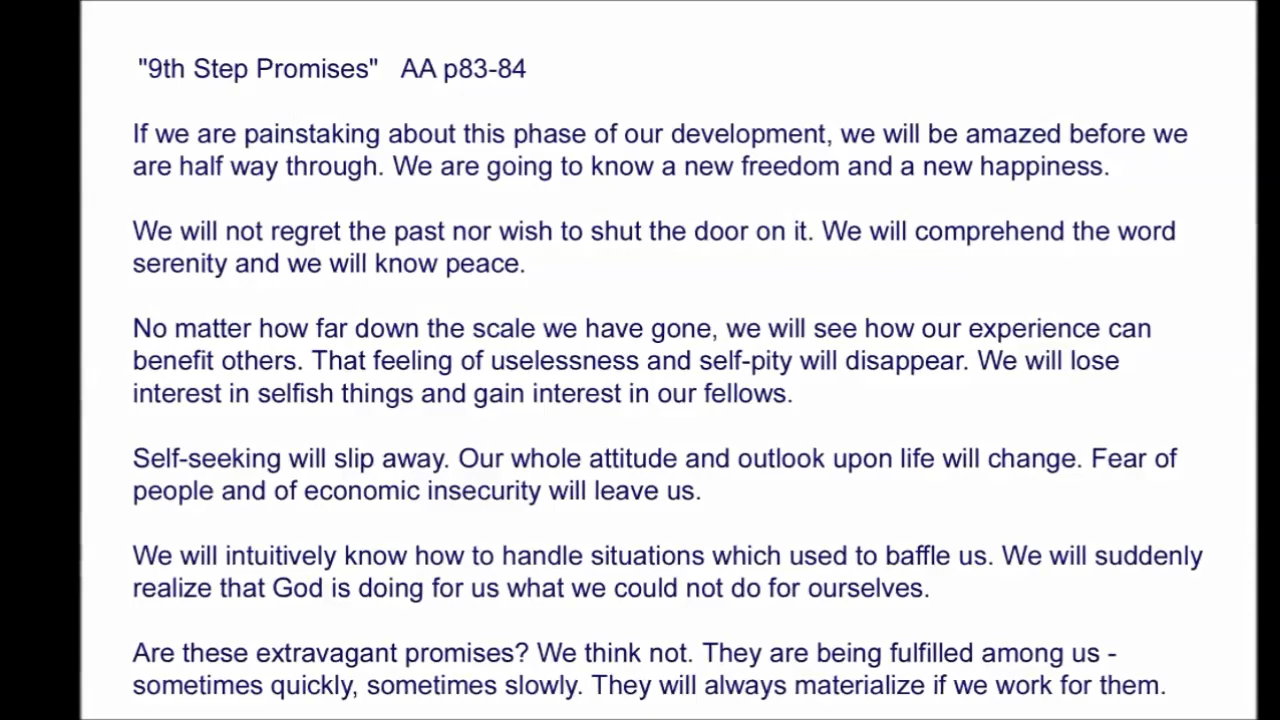 "9th Step Promises" AA p83-84
If we are painstaking about this phase of our development, we will be amazed before we
are half way through. We are going to know a new freedom and a new happiness.
We will not regret the past nor wish to shut the door on it. We will comprehend the word
serenity and we will know peace.
No matter how far down the scale we have gone, we will see how our experience can
benefit others. That feeling of uselessness and self-pity will disappear. We will lose
interest in selfish things and gain interest in our fellows.
Self-seeking will slip away. Our whole attitude and outlook upon life will change. Fear of
people and of economic insecurity will leave us.
We will intuitively know how to handle situations which used to baffle us. We will suddenly
realize that God is doing for us what we could not do for ourselves.
Are these extravagant promises? We think not. They are being fulfilled among us -
sometimes quickly, sometimes slowly. They will always materialize if we work for them.